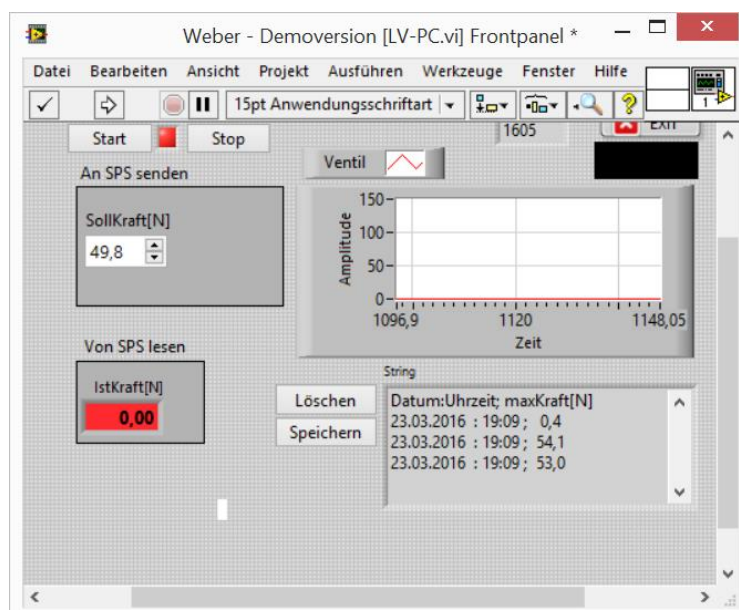 Weber - Demoversion [LV-PC.vi] Frontpanel *
Datei Bearbeiten Ansicht Projekt Ausführen Werkzeuge Fenster Hilfe
15pt Anwendungsschriftart
1
Start Stop
1605
EXIT
An SPS senden
Ventil
SollKraft[N]
49,8
Amplitude
150
100
50
0
1096,9 1120 1148,05
Zeit
Von SPS lesen
IstKraft[N]
0,00
Löschen
Speichern
String
Datum:Uhrzeit; maxKraft[N]
23.03.2016 : 19:09 ; 0,4
23.03.2016 : 19:09 ; 54,1
23.03.2016 : 19:09 ; 53,0